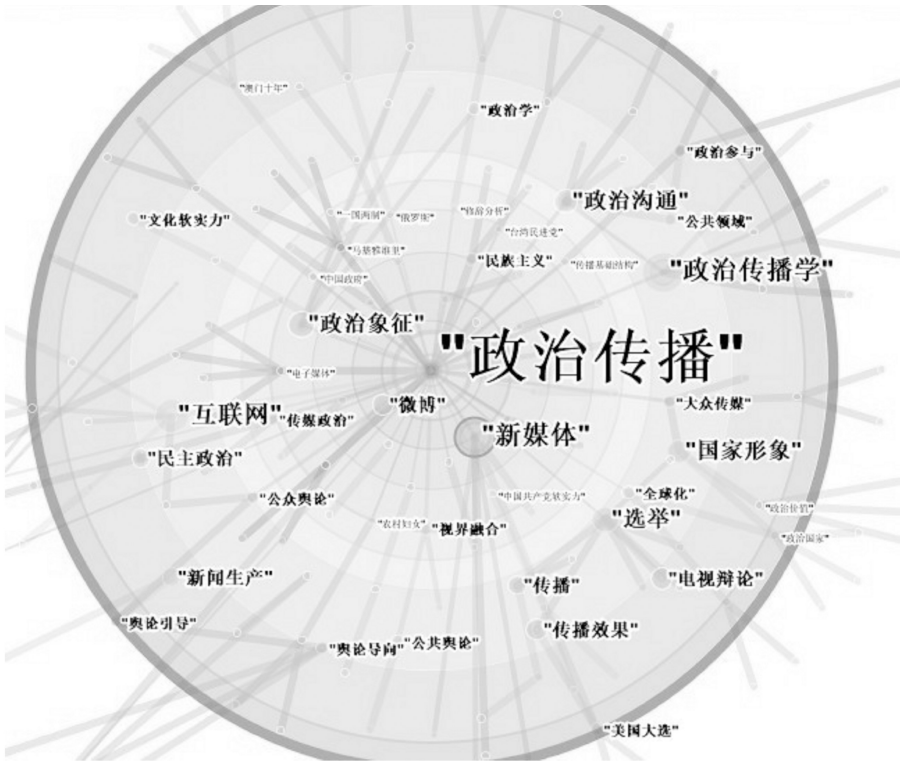 "澳门十年"
"政治学"
"政治参与"
"政治沟通"
"一国两制"
"俄罗斯"
"修辞分析"
"文化软实力"
"公共领域"
"台湾民进党"
"马基雅维里"
"民族主义"
"传播基础结构"
"政治传播学"
"中国政府"
"政治象征"
"政治传播"
"电子媒体"
"微博"
"大众传媒"
"互联网"
"传媒政治"
"新媒体"
"国家形象"
"民主政治"
"公众舆论"
"中国共产党软实力"
"全球化"
"政治价值"
"选举"
"农村妇女"
"视界融合"
"政治国家"
"新闻生产"
"传播"
"电视辩论"
"舆论引导"
"传播效果"
"舆论导向"
"公共舆论"
"美国大选"